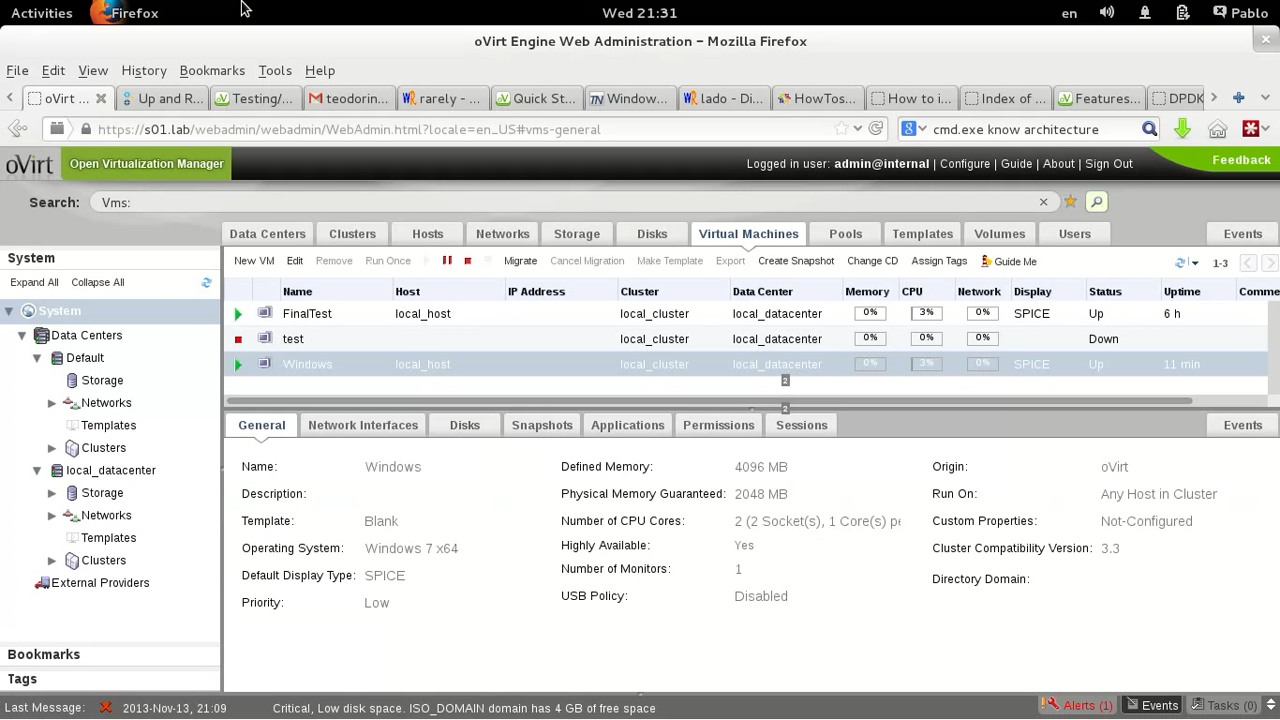 Activities Firefox Wed 21:31 en Pablo
oVirt Engine Web Administration - Mozilla Firefox
File Edit View History Bookmarks Tools Help
oVirt ... Up and R... Testing/... teodorin... rarely - ... Quick St... Window... lado - Di... HowTos... How to i... Index of ... Features... DPDK
https://s01.lab/webadmin/webadmin/WebAdmin.html?locale=en_US#vms-general cmd.exe know architecture
oVirt Open Virtualization Manager Logged in user: admin@internal | Configure | Guide | About | Sign Out Feedback
Search: Vms:
Data Centers Clusters Hosts Networks Storage Disks Virtual Machines Pools Templates Volumes Users Events
System
New VM Edit Remove Run Once Migrate Cancel Migration Make Template Export Create Snapshot Change CD Assign Tags Guide Me 1-3
Expand All Collapse All
Name Host IP Address Cluster Data Center Memory CPU Network Display Status Uptime Comme
FinalTest local_host local_cluster local_datacenter 0% 3% 0% SPICE Up 6 h
test local_cluster local_datacenter 0% 0% 0% Down
Windows local_host local_cluster local_datacenter 0% 3% 0% SPICE Up 11 min
2
2
System
Data Centers
Default
Storage
Networks
Templates
Clusters
local_datacenter
Storage
Networks
Templates
Clusters
External Providers
Bookmarks
Tags
General Network Interfaces Disks Snapshots Applications Permissions Sessions Events
Name: Windows Defined Memory: 4096 MB Origin: oVirt
Description: Physical Memory Guaranteed: 2048 MB Run On: Any Host in Cluster
Template: Blank Number of CPU Cores: 2 (2 Socket(s), 1 Core(s) pe Custom Properties: Not-Configured
Operating System: Windows 7 x64 Highly Available: Yes Cluster Compatibility Version: 3.3
Default Display Type: SPICE Number of Monitors: 1 Directory Domain:
Priority: Low USB Policy: Disabled
Last Message: 2013-Nov-13, 21:09 Critical, Low disk space. ISO_DOMAIN domain has 4 GB of free space Alerts (1) Events Tasks (0)